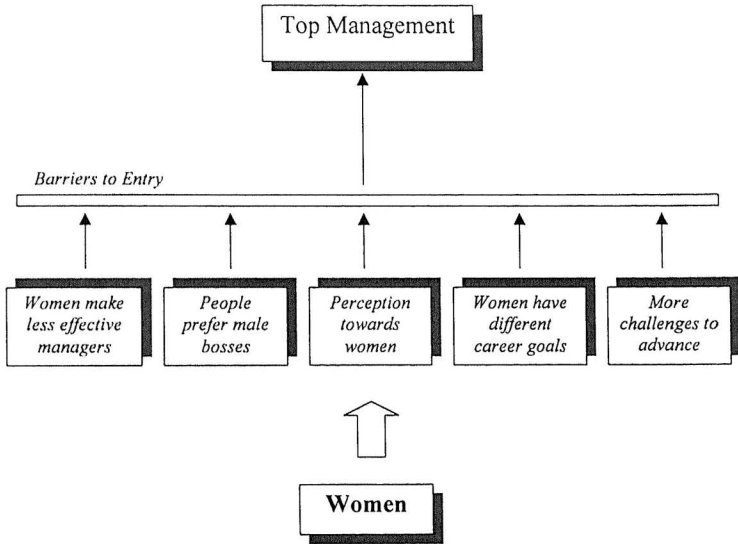 Top Management
Barriers to Entry
Women make
less effective
managers
People
prefer male
bosses
Perception
towards
women
Women have
different
career goals
More
challenges to
advance
Women